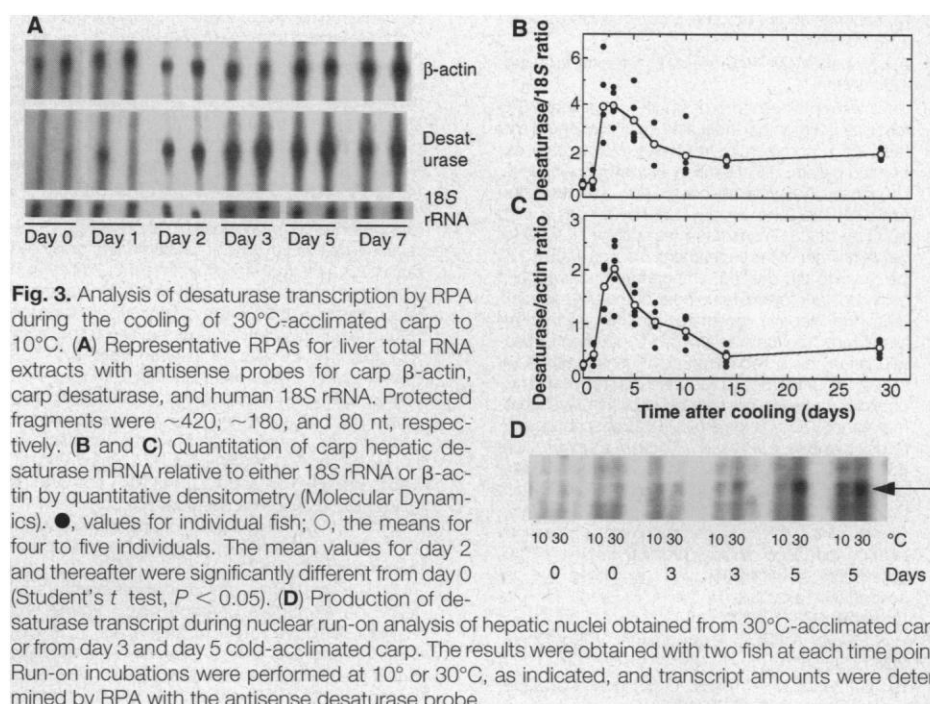 A
β-actin
Desat-
urase
18S
rRNA
Day 0 Day 1 Day 2 Day 3 Day 5 Day 7
B
Desaturase/18S ratio
6
4
2
0
C
Desaturase/actin ratio
3
2
1
0
0 5 10 15 20 25 30
Time after cooling (days)
D
10 30 10 30 10 30 10 30 10 30 10 30 °C
0 0 3 3 5 5 Days
Fig. 3. Analysis of desaturase transcription by RPA
during the cooling of 30°C-acclimated carp to
10°C. (A) Representative RPAs for liver total RNA
extracts with antisense probes for carp β-actin,
carp desaturase, and human 18S rRNA. Protected
fragments were ~420, ~180, and 80 nt, respec-
tively. (B and C) Quantitation of carp hepatic de-
saturase mRNA relative to either 18S rRNA or β-ac-
tin by quantitative densitometry (Molecular Dynam-
ics). ●, values for individual fish; ○, the means for
four to five individuals. The mean values for day 2
and thereafter were significantly different from day 0
(Student's t test, P < 0.05). (D) Production of de-
saturase transcript during nuclear run-on analysis of hepatic nuclei obtained from 30°C-acclimated car
or from day 3 and day 5 cold-acclimated carp. The results were obtained with two fish at each time poin
Run-on incubations were performed at 10° or 30°C, as indicated, and transcript amounts were deter-
mined by RPA with the antisense desaturase probe